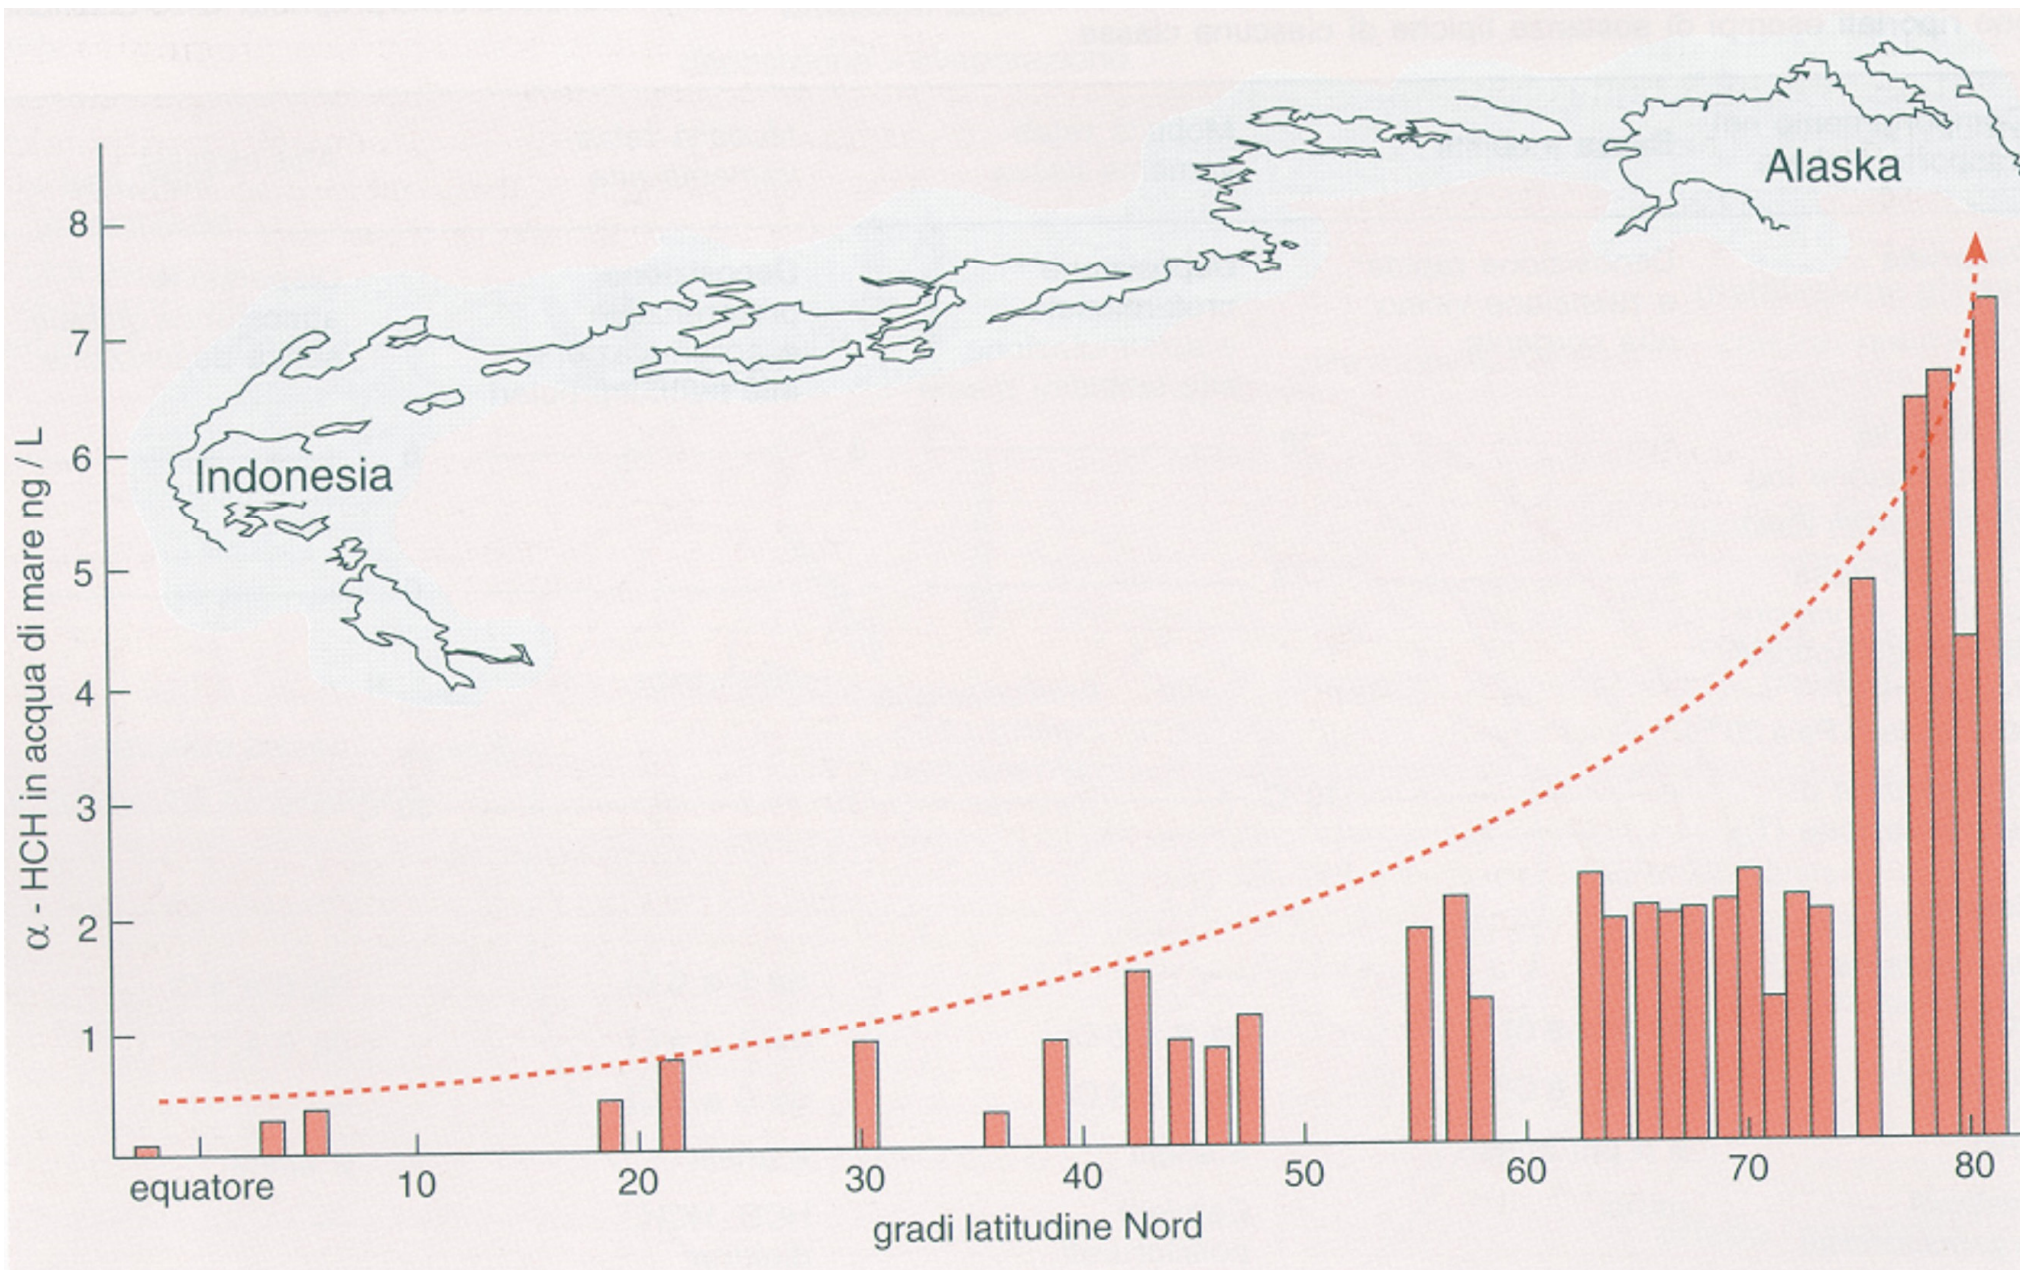 Alaska
Indonesia
α - HCH in acqua di mare ng / L
8
7
6
5
4
3
2
1
equatore 10 20 30 40 50 60 70 80
gradi latitudine Nord